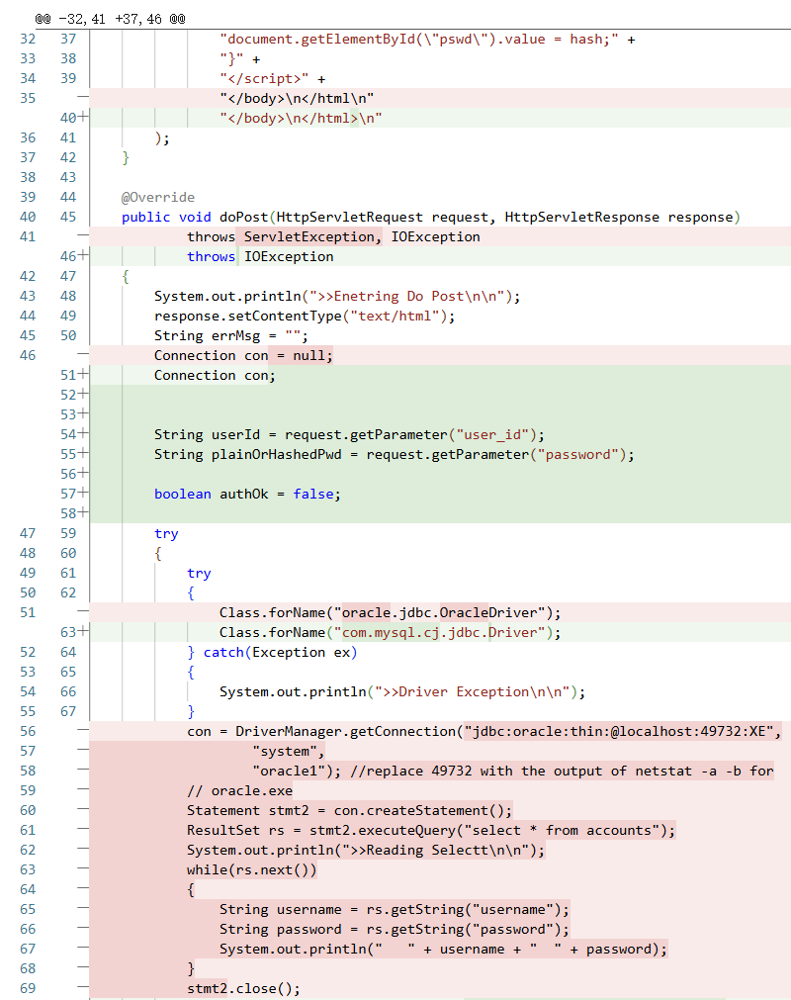 @@ -32,41 +37,46 @@
32 37 "document.getElementById(\"pswd\").value = hash;" +
33 38 "}" +
34 39 "</script>" +
35 — "</body>\n</html\n"
40+ "</body>\n</html>\n"
36 41 );
37 42 }
38 43
39 44 @Override
40 45 public void doPost(HttpServletRequest request, HttpServletResponse response)
41 — throws ServletException, IOException
46+ throws IOException
42 47 {
43 48 System.out.println(">>Enetring Do Post\n\n");
44 49 response.setContentType("text/html");
45 50 String errMsg = "";
46 — Connection con = null;
51+ Connection con;
52+
53+
54+ String userId = request.getParameter("user_id");
55+ String plainOrHashedPwd = request.getParameter("password");
56+
57+ boolean authOk = false;
58+
47 59 try
48 60 {
49 61 try
50 62 {
51 — Class.forName("oracle.jdbc.OracleDriver");
63+ Class.forName("com.mysql.cj.jdbc.Driver");
52 64 } catch(Exception ex)
53 65 {
54 66 System.out.println(">>Driver Exception\n\n");
55 67 }
56 — con = DriverManager.getConnection("jdbc:oracle:thin:@localhost:49732:XE",
57 — "system",
58 — "oracle1"); //replace 49732 with the output of netstat -a -b for
59 — // oracle.exe
60 — Statement stmt2 = con.createStatement();
61 — ResultSet rs = stmt2.executeQuery("select * from accounts");
62 — System.out.println(">>Reading Selectt\n\n");
63 — while(rs.next())
64 — {
65 — String username = rs.getString("username");
66 — String password = rs.getString("password");
67 — System.out.println("   " + username + "  " + password);
68 — }
69 — stmt2.close();